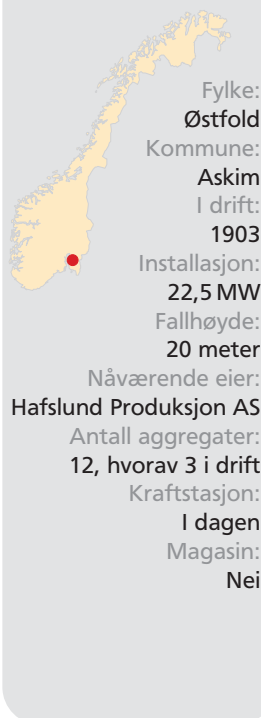 Fylke:
Østfold
Kommune:
Askim
I drift:
1903
Installasjon:
22,5 MW
Fallhøyde:
20 meter
Nåværende eier:
Hafslund Produksjon AS
Antall aggregater:
12, hvorav 3 i drift
Kraftstasjon:
I dagen
Magasin:
Nei